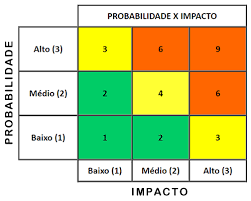 PROBABILIDADE X IMPACTO
PROBABILIDADE
Alto (3) 3 6 9
Médio (2) 2 4 6
Baixo (1) 1 2 3
Baixo (1) Médio (2) Alto (3)
IMPACTO